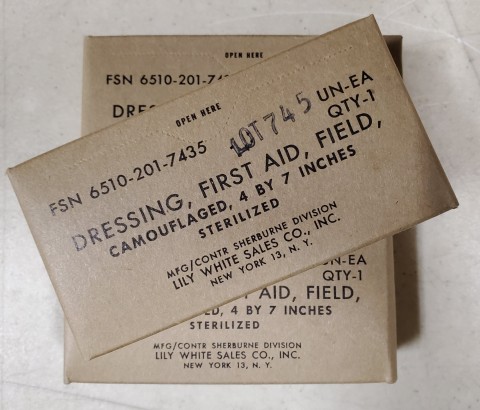 OPEN HERE
FSN 6510-201-7435
LOT 745
UN-EA
QTY-1
DRESSING, FIRST AID, FIELD,
CAMOUFLAGED, 4 BY 7 INCHES
STERILIZED
MFG/CONTR SHERBURNE DIVISION
LILY WHITE SALES CO., INC.
NEW YORK 13, N. Y.
OPEN HERE
FSN 6510-201-74
UN-EA
QTY-1
AID, FIELD,
4 BY 7 INCHES
STERILIZED
MFG/CONTR SHERBURNE DIVISION
LILY WHITE SALES CO., INC.
NEW YORK 13, N. Y.